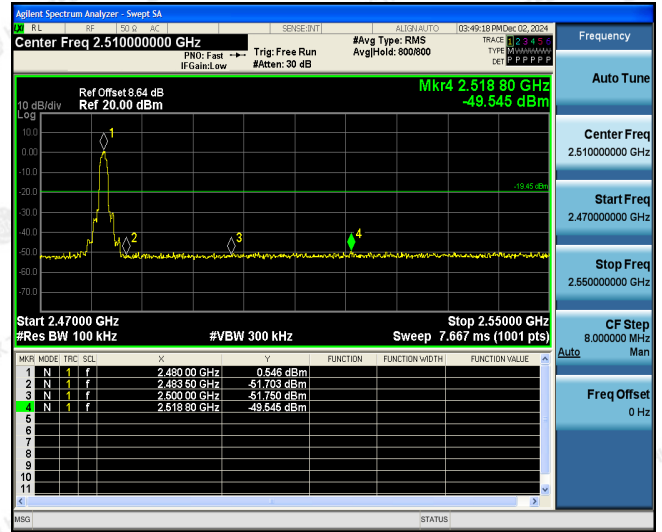 Agilent Spectrum Analyzer - Swept SA
RL RF 50 Ω AC SENSE:INT ALIGN AUTO 03:49:18 PM Dec 02, 2024
Center Freq 2.510000000 GHz
PNO: Fast
IFGain:Low
Trig: Free Run
#Atten: 30 dB
#Avg Type: RMS
Avg|Hold: 800/800
TRACE 1 2 3 4 5 6
TYPE M
DET P P P P P P
Frequency
Auto Tune
Center Freq
2.510000000 GHz
Start Freq
2.470000000 GHz
Stop Freq
2.550000000 GHz
CF Step
8.000000 MHz
Auto Man
Freq Offset
0 Hz
Mkr4 2.518 80 GHz
-49.545 dBm
Ref Offset 8.64 dB
10 dB/div Ref 20.00 dBm
Log
10.0
0.00
-10.0
-20.0
-30.0
-40.0
-50.0
-60.0
-70.0
1
2
3
4
-19.45 dBm
Start 2.47000 GHz Stop 2.55000 GHz
#Res BW 100 kHz #VBW 300 kHz Sweep 7.667 ms (1001 pts)
MKR MODE TRC SCL X Y FUNCTION FUNCTION WIDTH FUNCTION VALUE
1 N 1 f 2.480 00 GHz 0.546 dBm
2 N 1 f 2.483 50 GHz -51.703 dBm
3 N 1 f 2.500 00 GHz -51.750 dBm
4 N 1 f 2.518 80 GHz -49.545 dBm
5
6
7
8
9
10
11
MSG STATUS